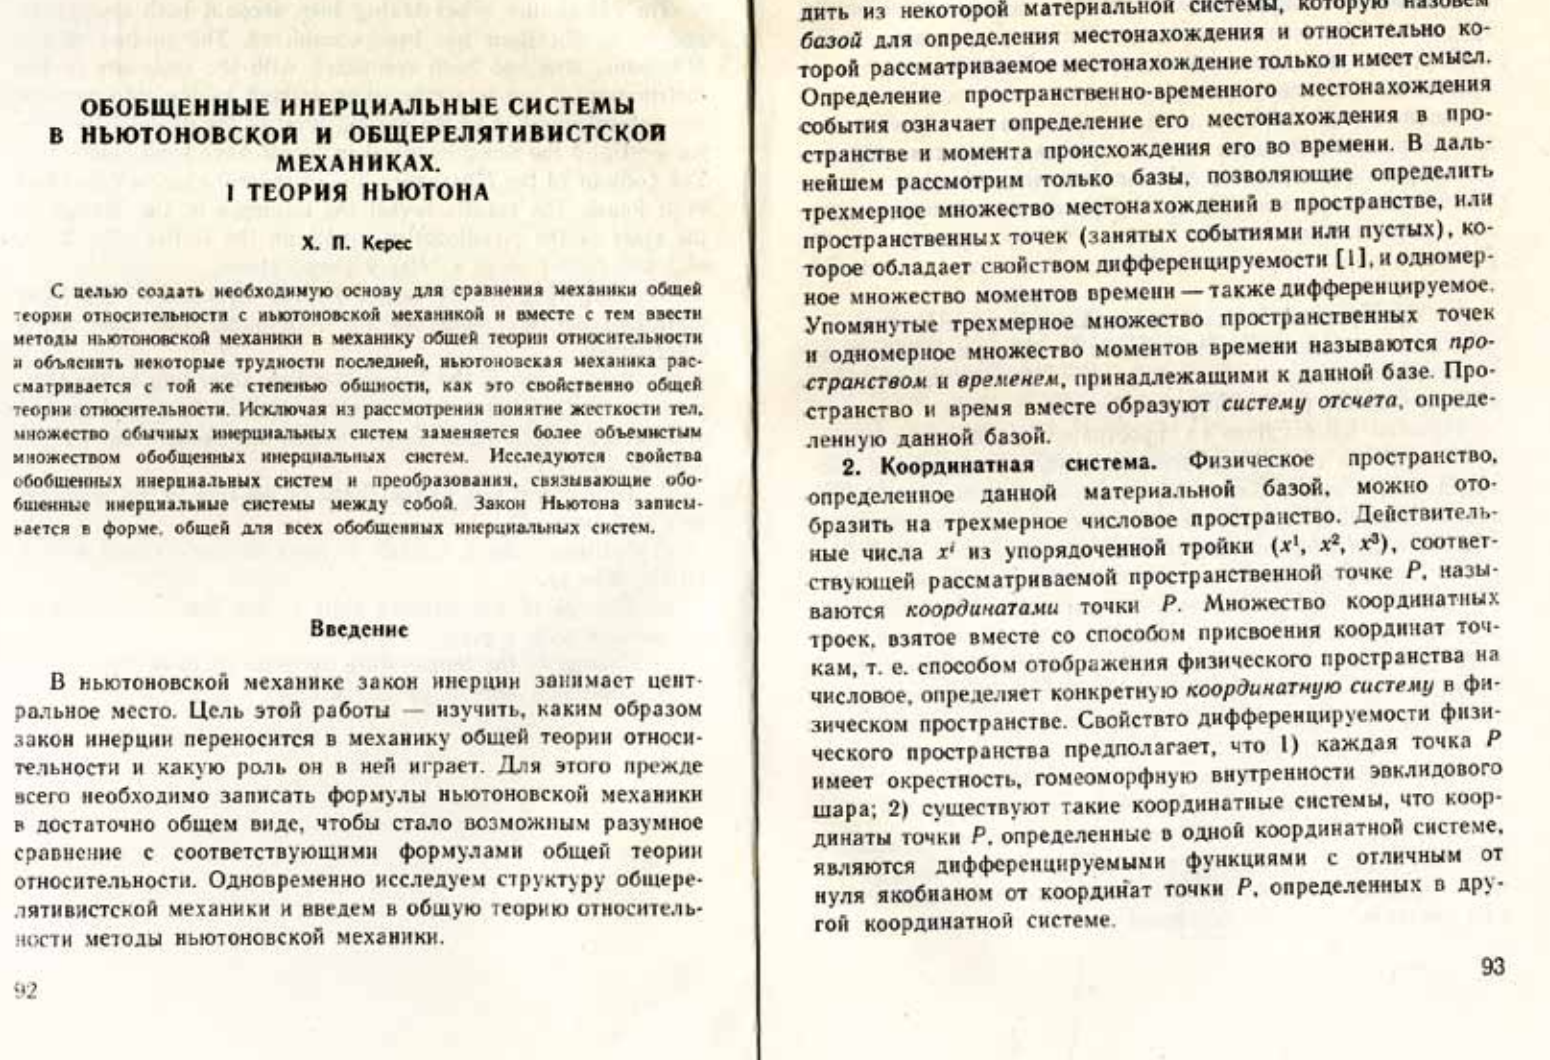 ОБОБЩЕННЫЕ ИНЕРЦИАЛЬНЫЕ СИСТЕМЫ
В НЬЮТОНОВСКОЙ И ОБЩЕРЕЛЯТИВИСТСКОЙ
МЕХАНИКАХ.
I ТЕОРИЯ НЬЮТОНА
Х. П. Керес
С целью создать необходимую основу для сравнения механики общей
теории относительности с ньютоновской механикой и вместе с тем ввести
методы ньютоновской механики в механику общей теории относительности
и объяснить некоторые трудности последней, ньютоновская механика рас-
сматривается с той же степенью общности, как это свойственно общей
теории относительности. Исключая из рассмотрения понятие жесткости тел,
множество обычных инерциальных систем заменяется более объемистым
множеством обобщенных инерциальных систем. Исследуются свойства
обобщенных инерциальных систем и преобразования, связывающие обо-
бщенные инерциальные системы между собой. Закон Ньютона записы-
вается в форме, общей для всех обобщенных инерциальных систем.
Введение
В ньютоновской механике закон инерции занимает цент-
ральное место. Цель этой работы — изучить, каким образом
закон инерции переносится в механику общей теории относи-
тельности и какую роль он в ней играет. Для этого прежде
всего необходимо записать формулы ньютоновской механики
в достаточно общем виде, чтобы стало возможным разумное
сравнение с соответствующими формулами общей теории
относительности. Одновременно исследуем структуру общере-
лятивистской механики и введем в общую теорию относитель-
ности методы ньютоновской механики.
92
дить из некоторой материальной системы, которую назовем
базой для определения местонахождения и относительно ко-
торой рассматриваемое местонахождение только и имеет смысл.
Определение пространственно-временного местонахождения
события означает определение его местонахождения в про-
странстве и момента происхождения его во времени. В даль-
нейшем рассмотрим только базы, позволяющие определить
трехмерное множество местонахождений в пространстве, или
пространственных точек (занятых событиями или пустых), ко-
торое обладает свойством дифференцируемости [1], и одномер-
ное множество моментов времени — также дифференцируемое.
Упомянутые трехмерное множество пространственных точек
и одномерное множество моментов времени называются про-
странством и временем, принадлежащими к данной базе. Про-
странство и время вместе образуют систему отсчета, опреде-
ленную данной базой.
2. Координатная система. Физическое пространство,
определенное данной материальной базой, можно ото-
бразить на трехмерное числовое пространство. Действитель-
ные числа xⁱ из упорядоченной тройки (x¹, x², x³), соответ-
ствующей рассматриваемой пространственной точке P, назы-
ваются координатами точки P. Множество координатных
троек, взятое вместе со способом присвоения координат точ-
кам, т. е. способом отображения физического пространства на
числовое, определяет конкретную координатную систему в фи-
зическом пространстве. Свойствто дифференцируемости физи-
ческого пространства предполагает, что 1) каждая точка P
имеет окрестность, гомеоморфную внутренности эвклидового
шара; 2) существуют такие координатные системы, что коор-
динаты точки P, определенные в одной координатной системе,
являются дифференцируемыми функциями с отличным от
нуля якобианом от координат точки P, определенных в дру-
гой координатной системе.
93